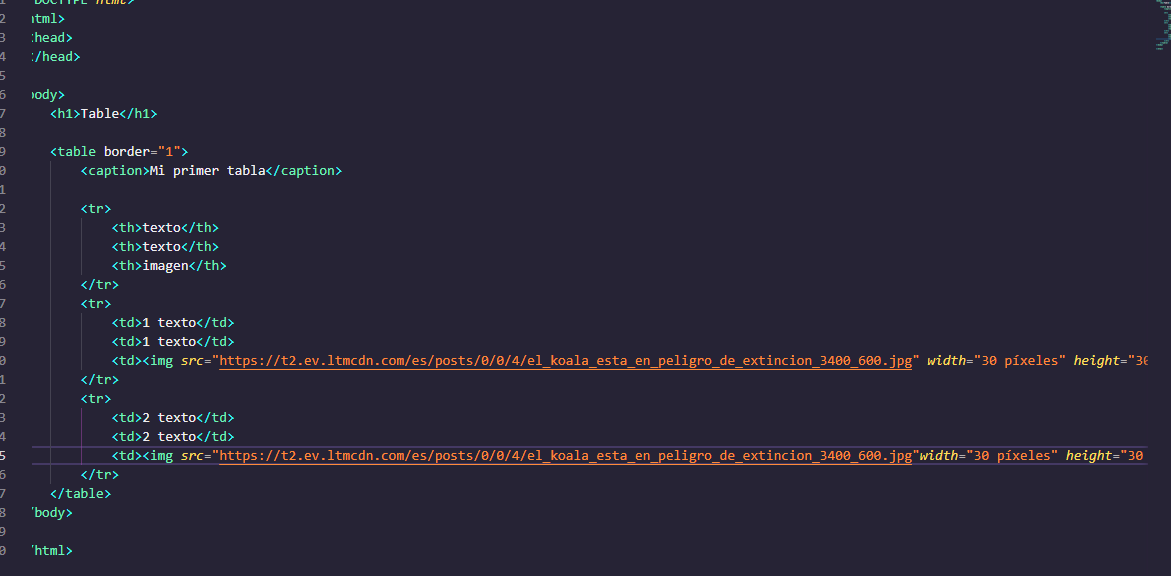 DOCTYPE html>
2 html>
3 head>
4 /head>
5
6 body>
7 <h1>Table</h1>
8
9 <table border="1">
0 <caption>Mi primer tabla</caption>
1
2 <tr>
3 <th>texto</th>
4 <th>texto</th>
5 <th>imagen</th>
6 </tr>
7 <tr>
8 <td>1 texto</td>
9 <td>1 texto</td>
0 <td><img src="https://t2.ev.ltmcdn.com/es/posts/0/0/4/el_koala_esta_en_peligro_de_extincion_3400_600.jpg" width="30 píxeles" height="30
1 </tr>
2 <tr>
3 <td>2 texto</td>
4 <td>2 texto</td>
5 <td><img src="https://t2.ev.ltmcdn.com/es/posts/0/0/4/el_koala_esta_en_peligro_de_extincion_3400_600.jpg"width="30 píxeles" height="30
6 </tr>
7 </table>
8 /body>
9
0 /html>